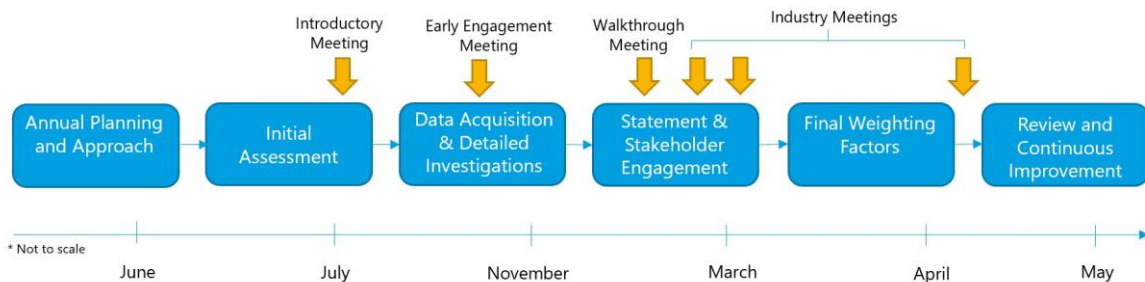 Introductory
Meeting
Early Engagement
Meeting
Walkthrough
Meeting
Industry Meetings
Annual Planning
and Approach
Initial
Assessment
Data Acquisition
& Detailed
Investigations
Statement &
Stakeholder
Engagement
Final Weighting
Factors
Review and
Continuous
Improvement
* Not to scale
June
July
November
March
April
May